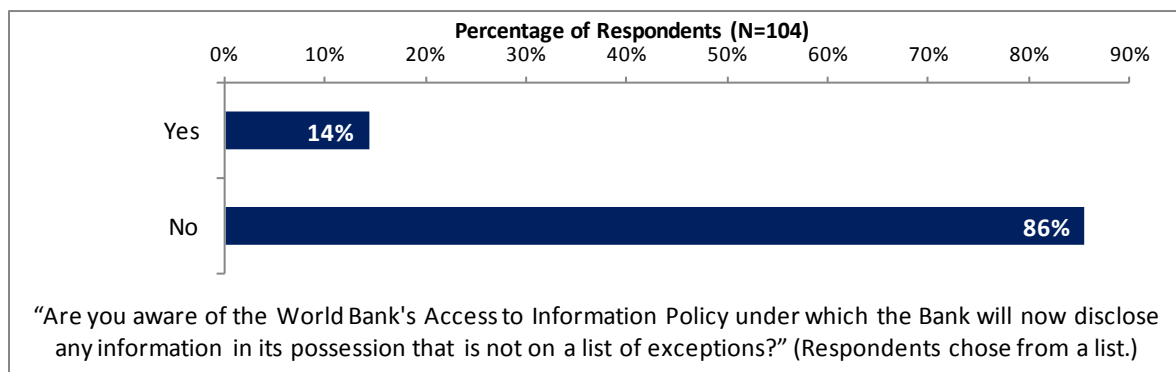 Percentage of Respondents (N=104)
0% 10% 20% 30% 40% 50% 60% 70% 80% 90%
Yes 14%
No 86%
“Are you aware of the World Bank's Access to Information Policy under which the Bank will now disclose
any information in its possession that is not on a list of exceptions?” (Respondents chose from a list.)